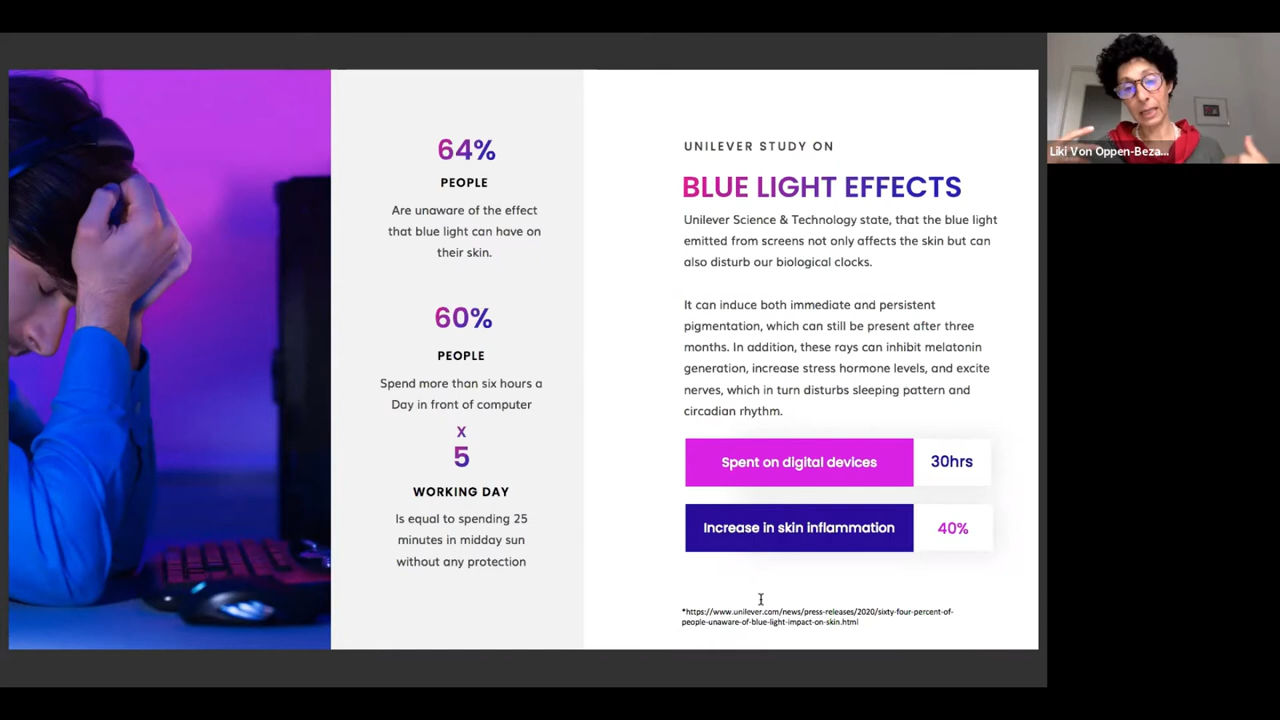 64%
PEOPLE
Are unaware of the effect
that blue light can have on
their skin.
60%
PEOPLE
Spend more than six hours a
Day in front of computer
X
5
WORKING DAY
Is equal to spending 25
minutes in midday sun
without any protection
UNILEVER STUDY ON
BLUE LIGHT EFFECTS
Unilever Science & Technology state, that the blue light
emitted from screens not only affects the skin but can
also disturb our biological clocks.
It can induce both immediate and persistent
pigmentation, which can still be present after three
months. In addition, these rays can inhibit melatonin
generation, increase stress hormone levels, and excite
nerves, which in turn disturbs sleeping pattern and
circadian rhythm.
Spent on digital devices 30hrs
Increase in skin inflammation 40%
*https://www.unilever.com/news/press-releases/2020/sixty-four-percent-of-
people-unaware-of-blue-light-impact-on-skin.html
Liki Von Oppen-Beza...